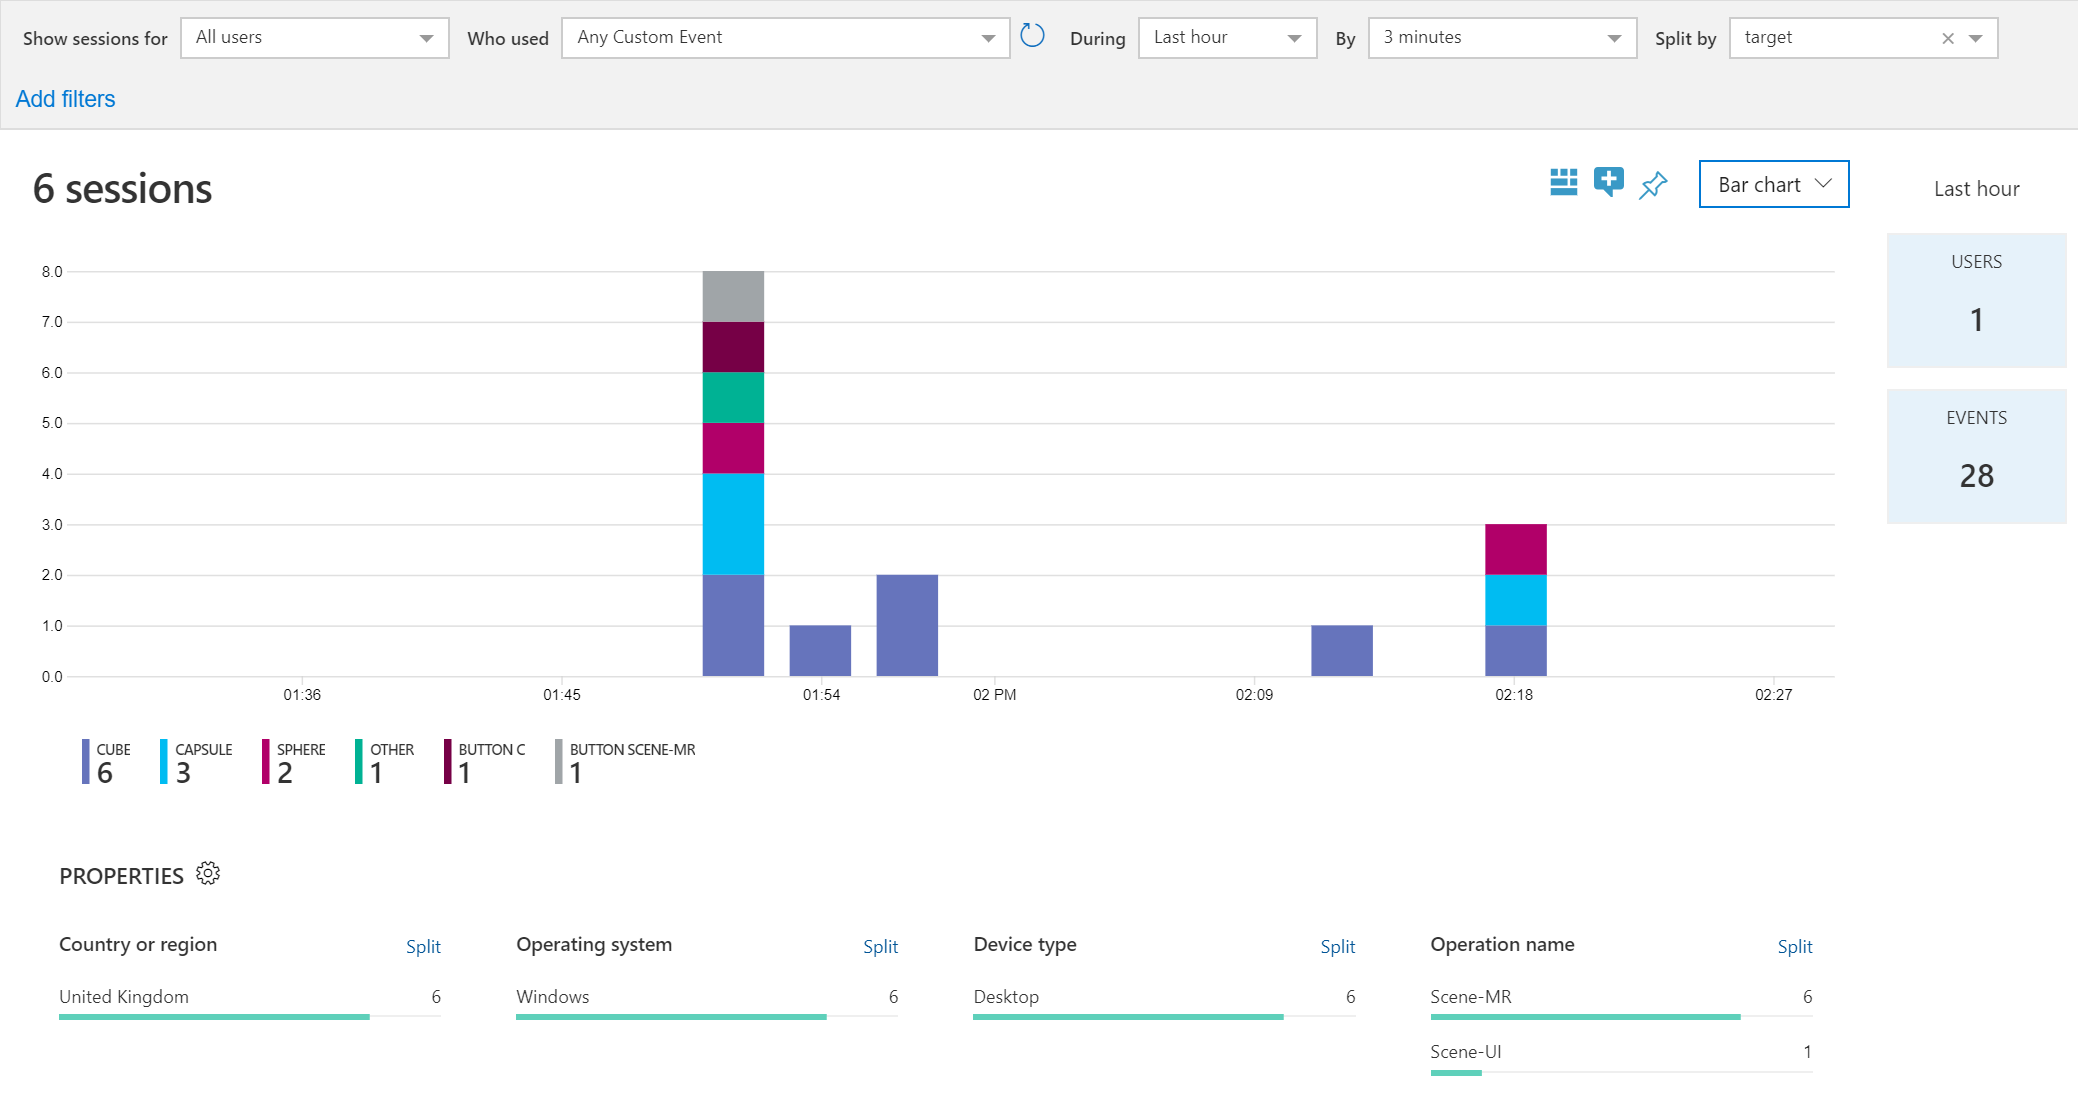 Show sessions for All users Who used Any Custom Event During Last hour By 3 minutes Split by target
Add filters
6 sessions
Bar chart
Last hour
USERS
1
EVENTS
28
8.0
7.0
6.0
5.0
4.0
3.0
2.0
1.0
0.0
01:36 01:45 01:54 02 PM 02:09 02:18 02:27
CUBE
6
CAPSULE
3
SPHERE
2
OTHER
1
BUTTON C
1
BUTTON SCENE-MR
1
PROPERTIES
Country or region Split
United Kingdom 6
Operating system Split
Windows 6
Device type Split
Desktop 6
Operation name Split
Scene-MR 6
Scene-UI 1